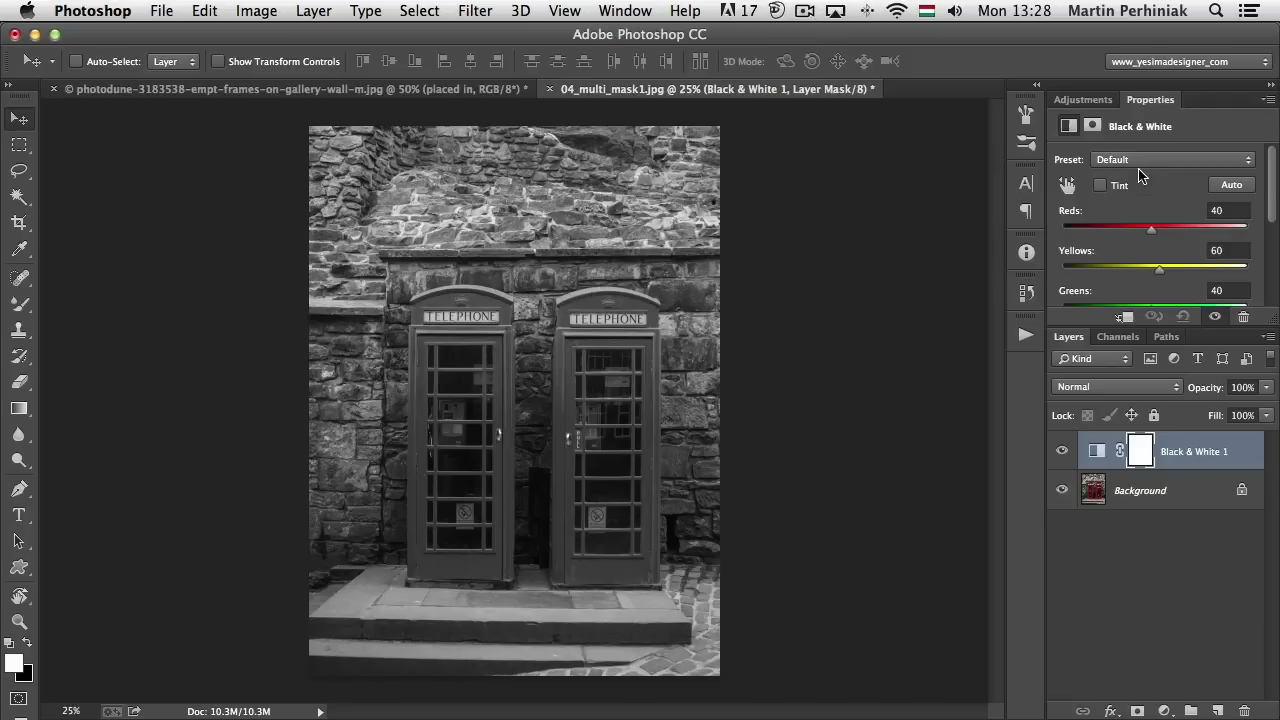 Photoshop File Edit Image Layer Type Select Filter 3D View Window Help 17 Mon 13:28 Martin Perhiniak
Adobe Photoshop CC
Auto-Select: Layer Show Transform Controls 3D Mode: www_yesimadesigner_com
© photodune-3183538-empt-frames-on-gallery-wall-m.jpg @ 50% (placed in, RGB/8*) * 04_multi_mask1.jpg @ 25% (Black & White 1, Layer Mask/8) *
Adjustments Properties
Black & White
Preset: Default
Tint Auto
Reds: 40
Yellows: 60
Greens: 40
TELEPHONE TELEPHONE
Layers Channels Paths
Kind
Normal Opacity: 100%
Lock: Fill: 100%
Black & White 1
Background
25% Doc: 10.3M/10.3M